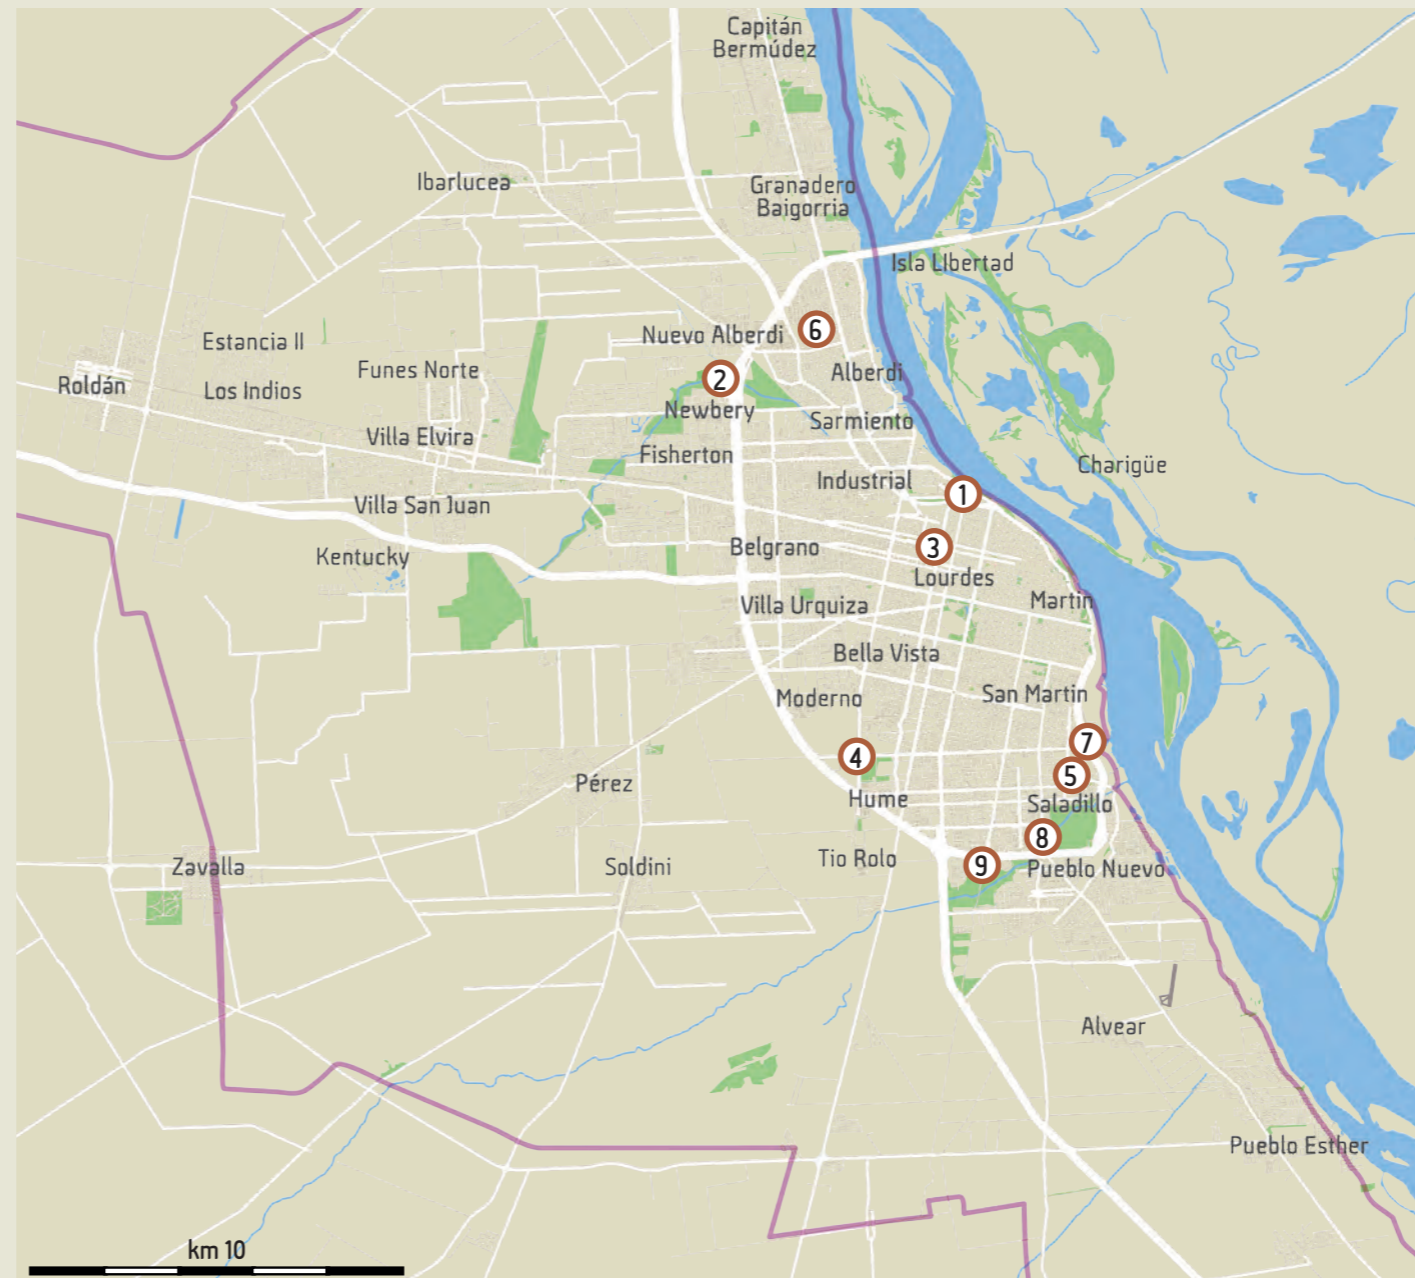 Capitán
Bermúdez
Ibarlucea
Granadero
Baigorria
Isla LIbertad
6
Nuevo Alberdi
Estancia II
Funes Norte
Alberdi
2
Roldán
Los Indios
Newbery
Sarmiento
Villa Elvira
Fisherton
Charigüe
Industrial
1
Villa San Juan
Belgrano
3
Kentucky
Lourdes
Martin
Villa Urquiza
Bella Vista
San Martin
Moderno
7
4
5
Pérez
Hume
Saladillo
8
Tio Rolo
9
Zavalla
Soldini
Pueblo Nuevo
Alvear
Pueblo Esther
km 10